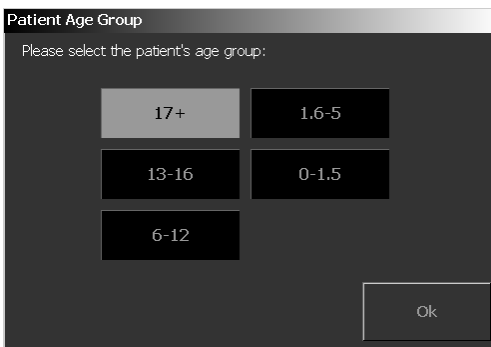 Patient Age Group
Please select the patient's age group:
17+
1.6-5
13-16
0-1.5
6-12
Ok